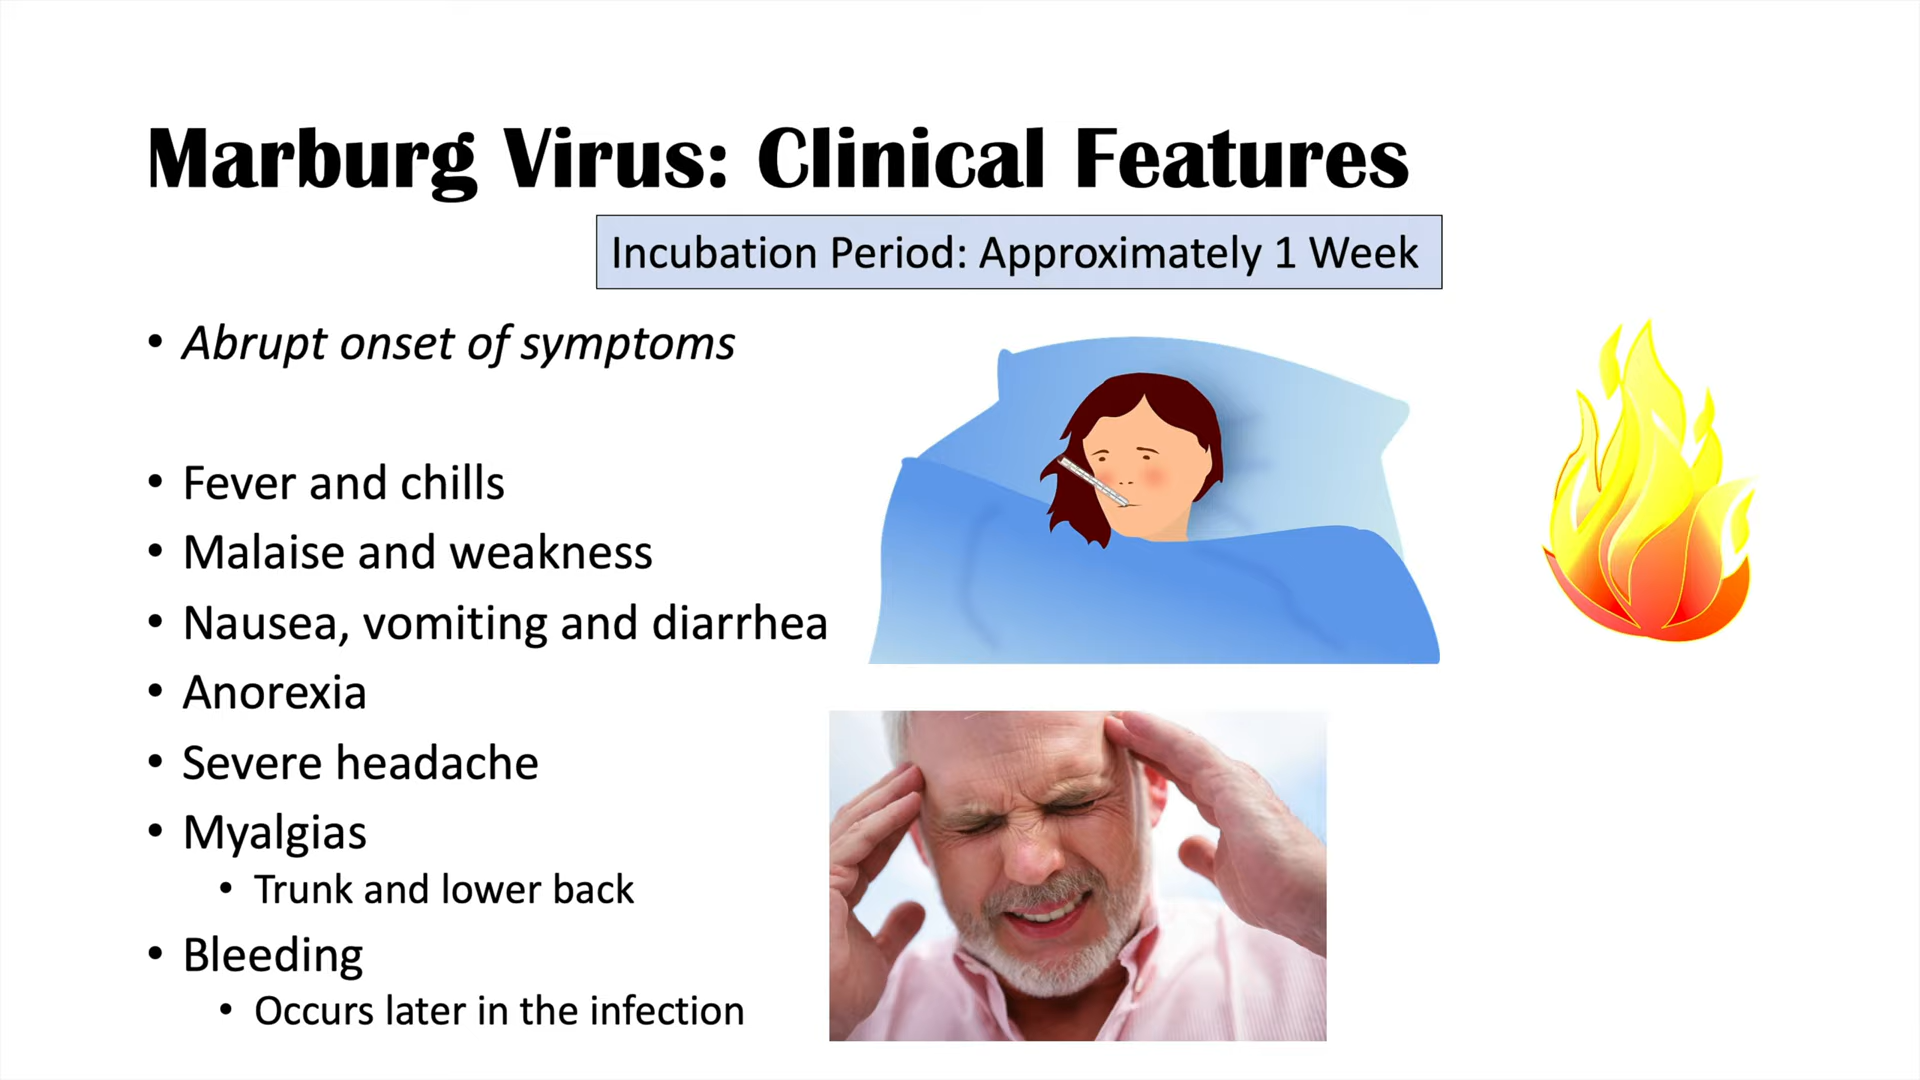 Marburg Virus: Clinical Features
Incubation Period: Approximately 1 Week
• Abrupt onset of symptoms
• Fever and chills
• Malaise and weakness
• Nausea, vomiting and diarrhea
• Anorexia
• Severe headache
• Myalgias
• Trunk and lower back
• Bleeding
• Occurs later in the infection